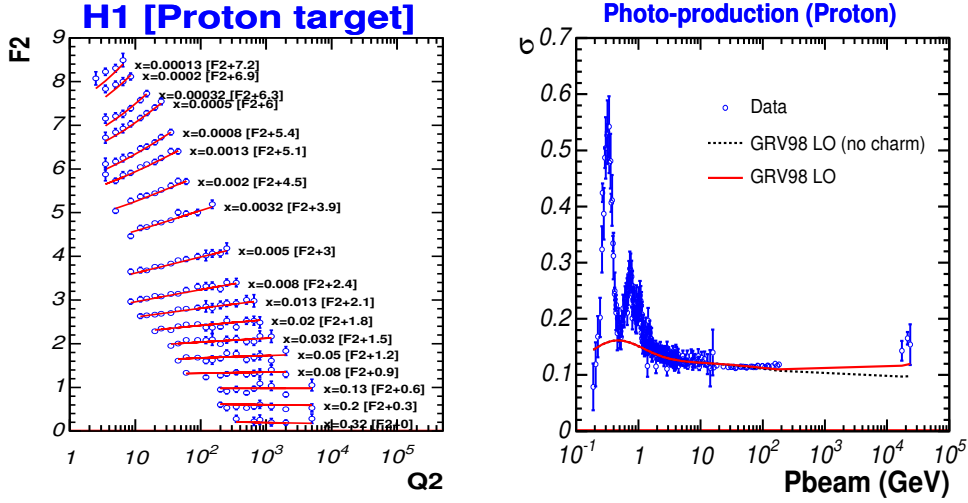 H1 [Proton target]
F2
9
8
7
6
5
4
3
2
1
0
x=0.00013 [F2+7.2]
x=0.0002 [F2+6.9]
x=0.00032 [F2+6.3]
x=0.0005 [F2+6]
x=0.0008 [F2+5.4]
x=0.0013 [F2+5.1]
x=0.002 [F2+4.5]
x=0.0032 [F2+3.9]
x=0.005 [F2+3]
x=0.008 [F2+2.4]
x=0.013 [F2+2.1]
x=0.02 [F2+1.8]
x=0.032 [F2+1.5]
x=0.05 [F2+1.2]
x=0.08 [F2+0.9]
x=0.13 [F2+0.6]
x=0.2 [F2+0.3]
x=0.32 [F2+0]
1 10 10² 10³ 10⁴ 10⁵
Q2
Photo-production (Proton)
σ
0.7
0.6
0.5
0.4
0.3
0.2
0.1
0
Data
GRV98 LO (no charm)
GRV98 LO
10⁻¹ 1 10 10² 10³ 10⁴ 10⁵
Pbeam (GeV)